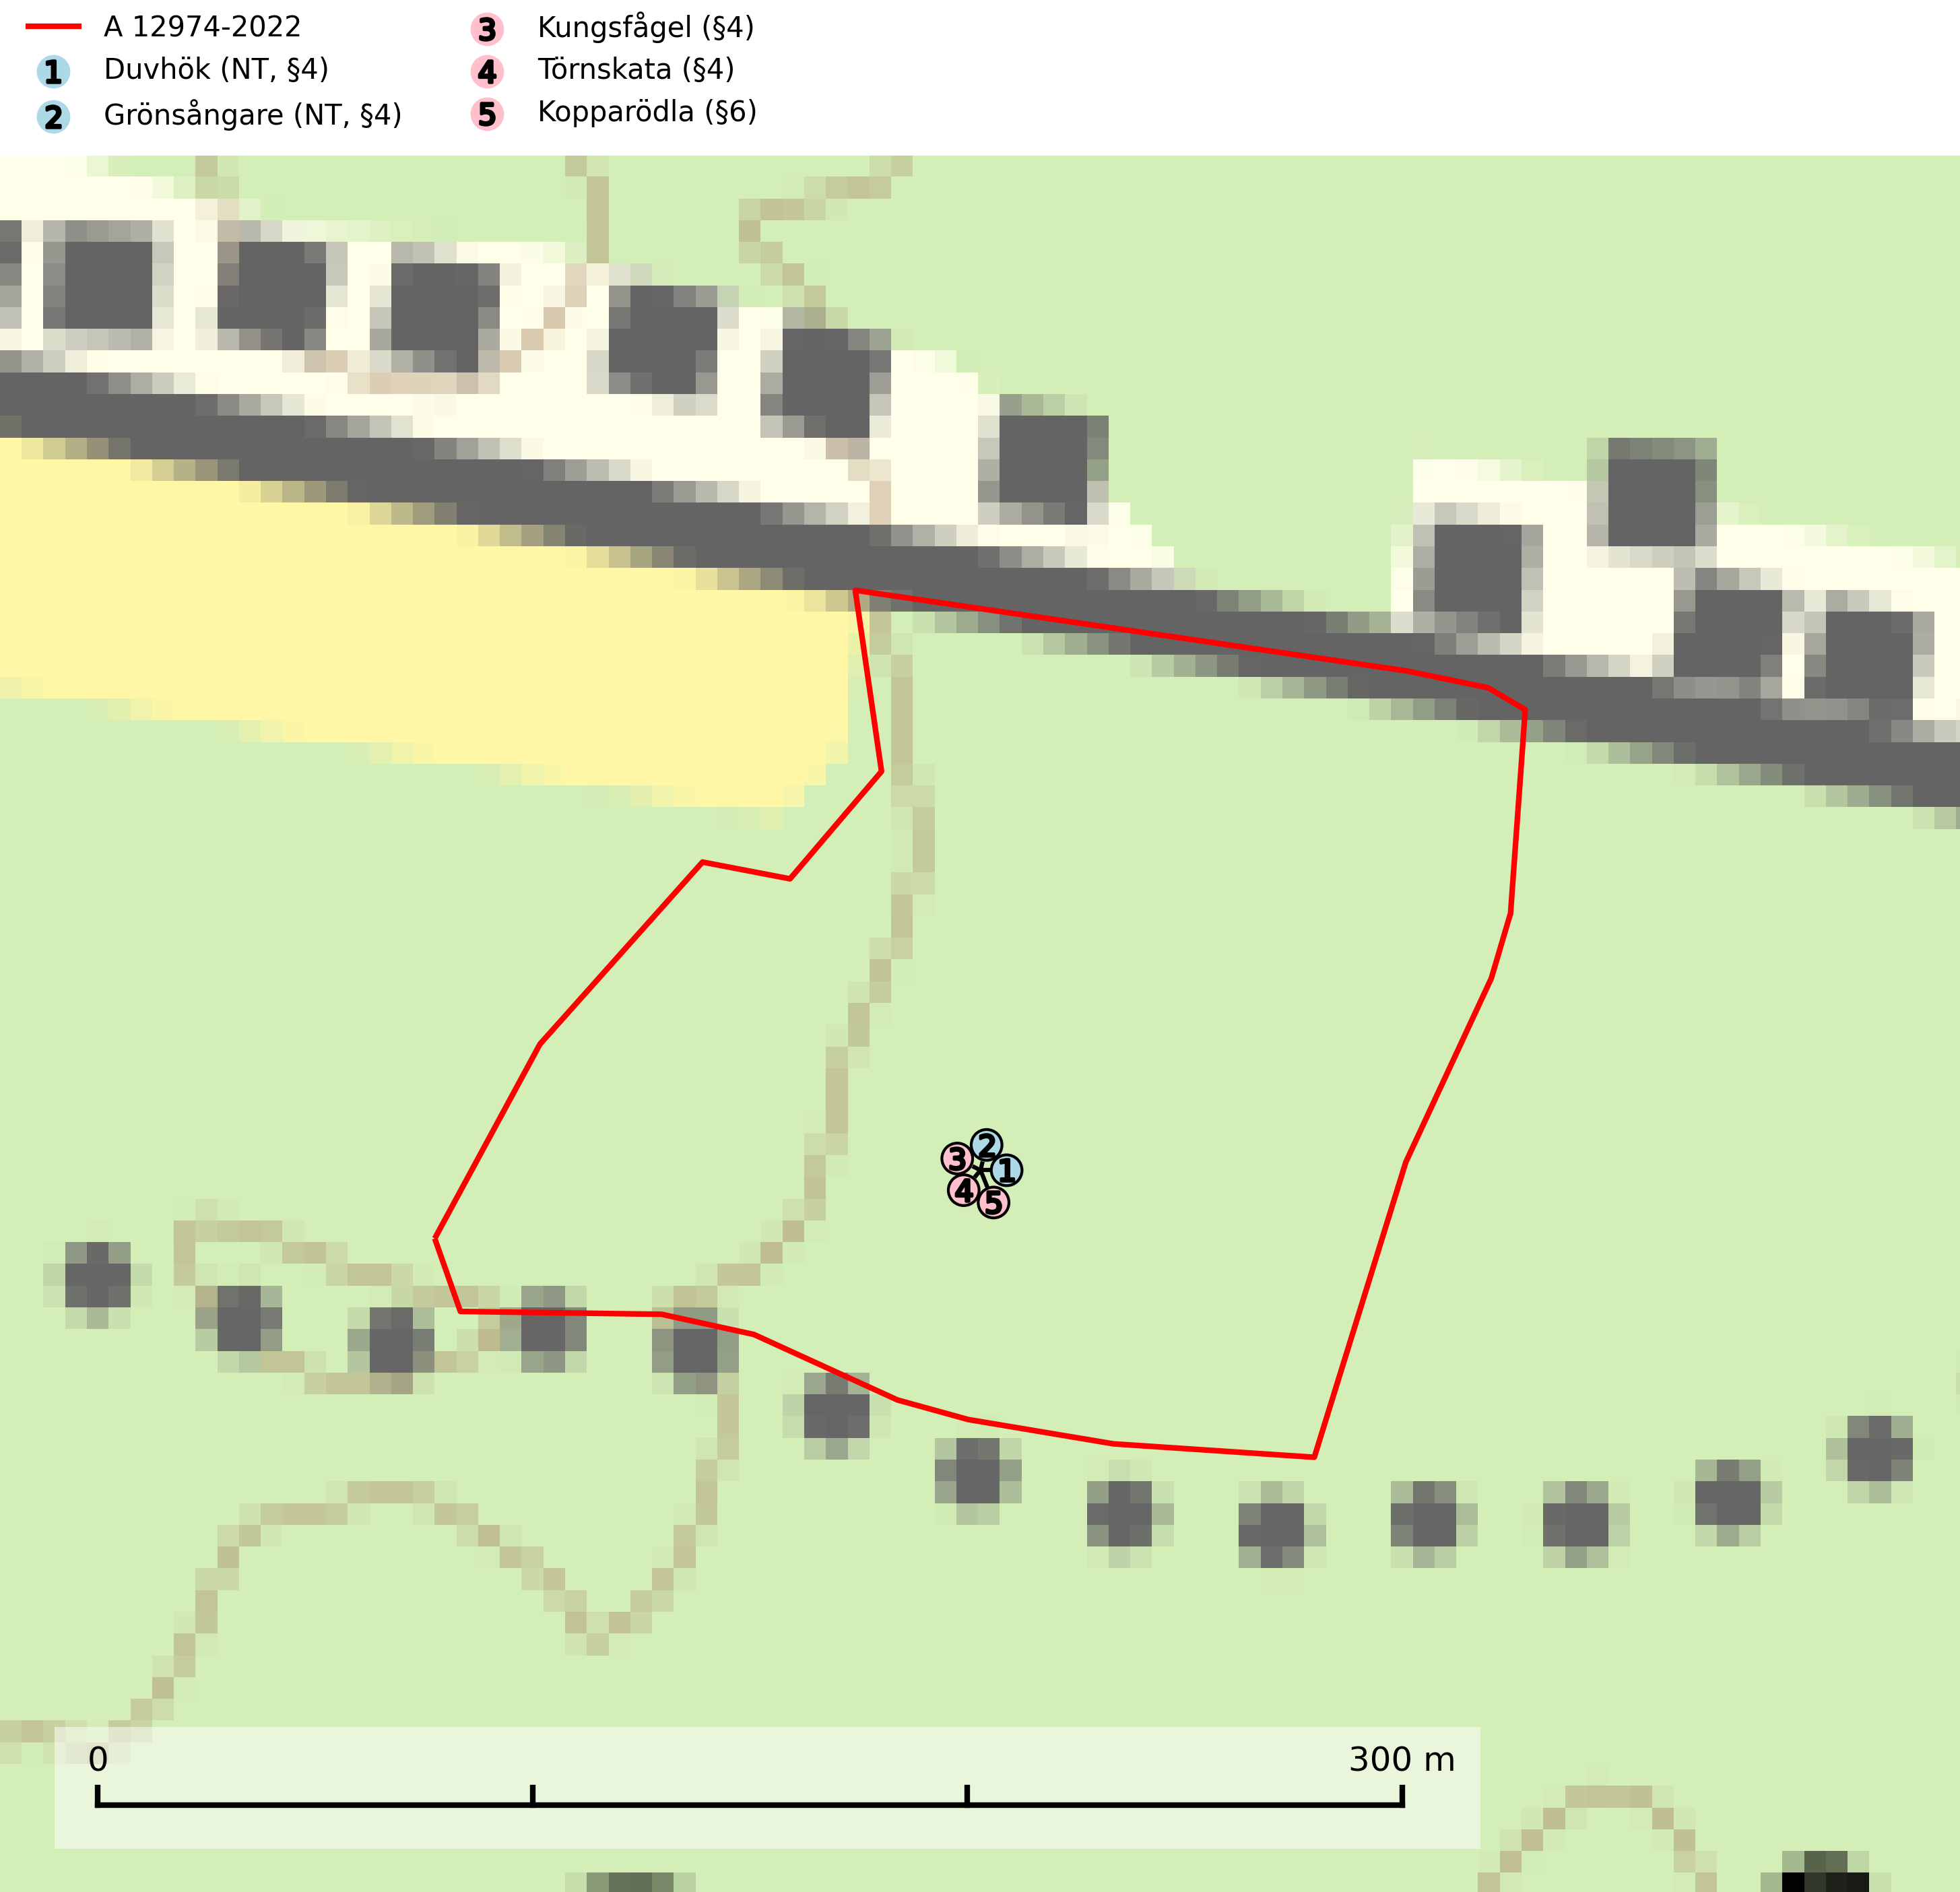 A 12974-2022
1 Duvhök (NT, §4)
2 Grönsångare (NT, §4)
3 Kungsfågel (§4)
4 Törnskata (§4)
5 Kopparödla (§6)
2
3
1
4
5
0 300 m